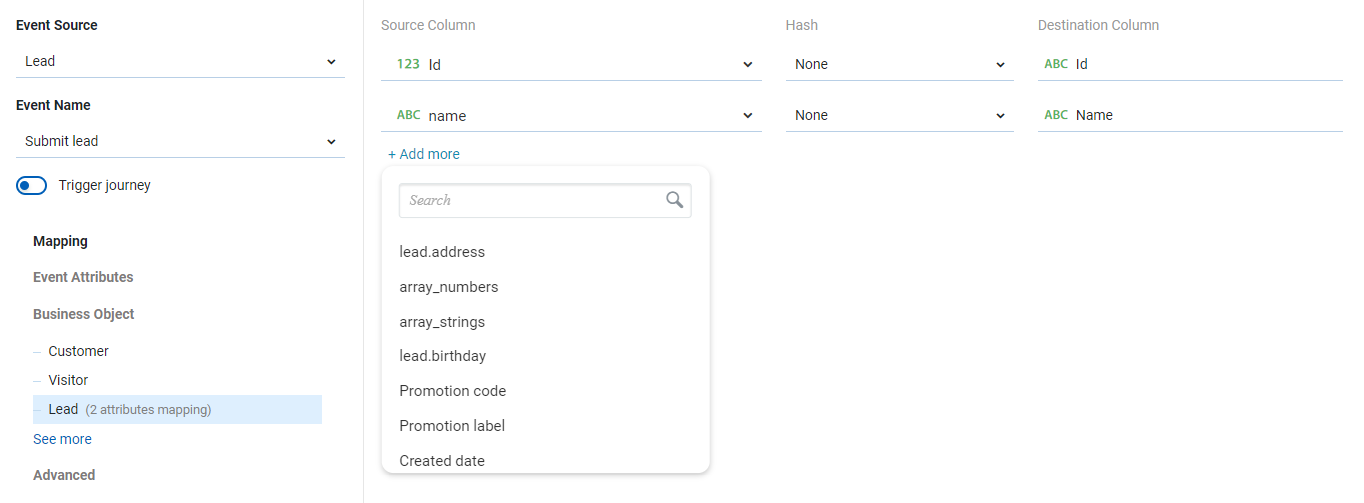 Event Source
Lead
Event Name
Submit lead
Trigger journey
Mapping
Event Attributes
Business Object
Customer
Visitor
Lead (2 attributes mapping)
See more
Advanced
Source Column Hash Destination Column
123 Id None ABC Id
ABC name None ABC Name
+ Add more
Search
lead.address
array_numbers
array_strings
lead.birthday
Promotion code
Promotion label
Created date